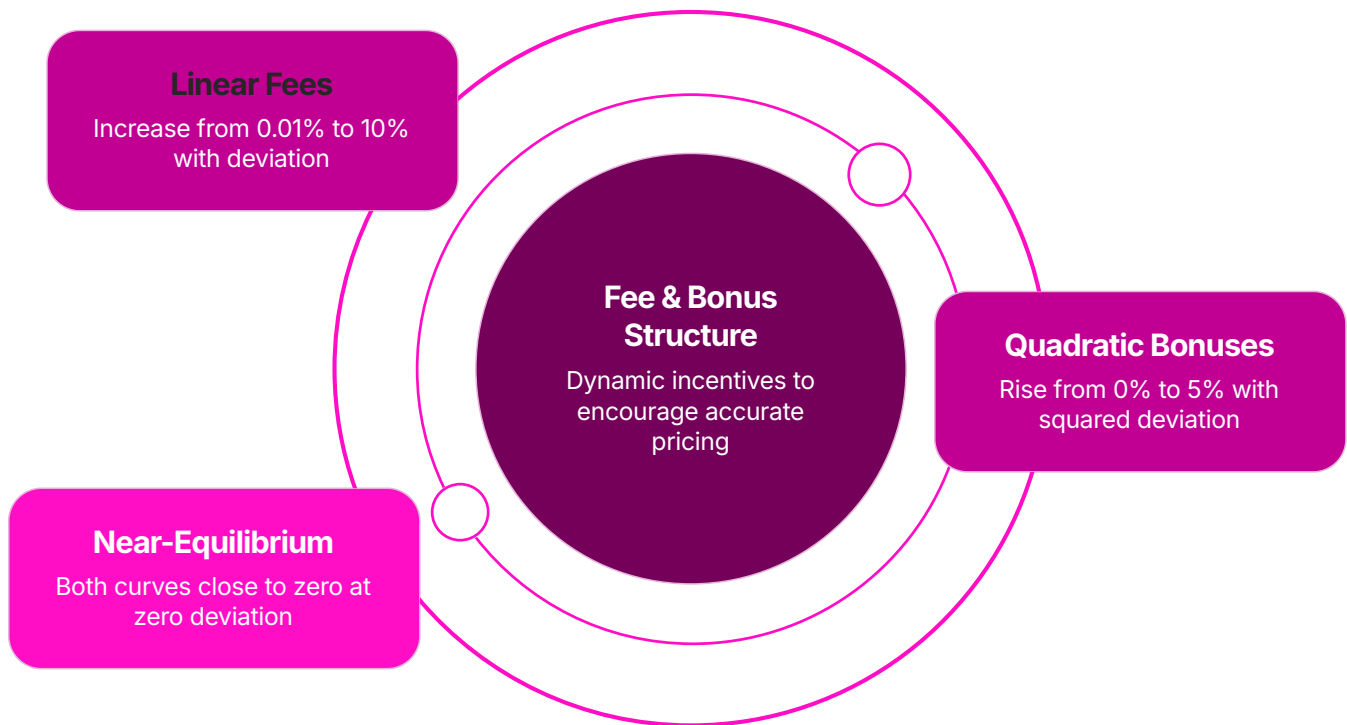 Linear Fees
Increase from 0.01% to 10%
with deviation
Fee & Bonus
Structure
Dynamic incentives to
encourage accurate
pricing
Quadratic Bonuses
Rise from 0% to 5% with
squared deviation
Near-Equilibrium
Both curves close to zero at
zero deviation